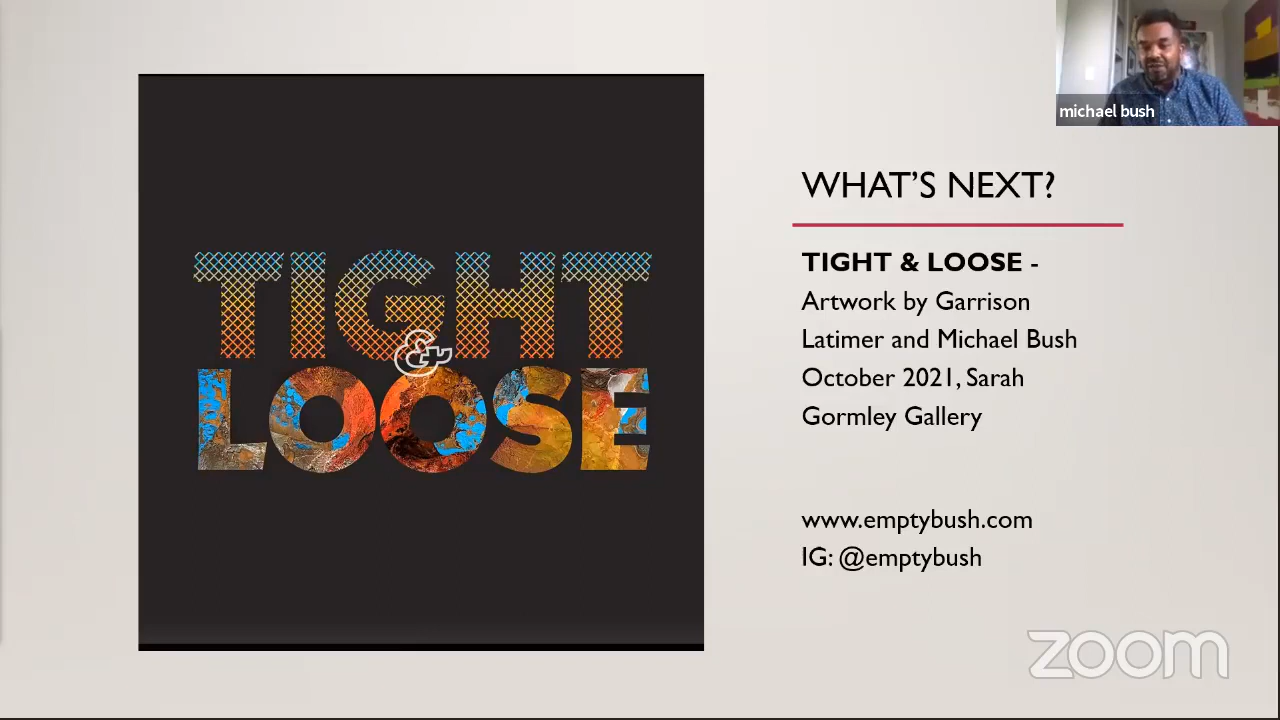 michael bush
TIGHT
&
LOOSE
WHAT'S NEXT?
TIGHT & LOOSE -
Artwork by Garrison
Latimer and Michael Bush
October 2021, Sarah
Gormley Gallery
www.emptybush.com
IG: @emptybush
zoom